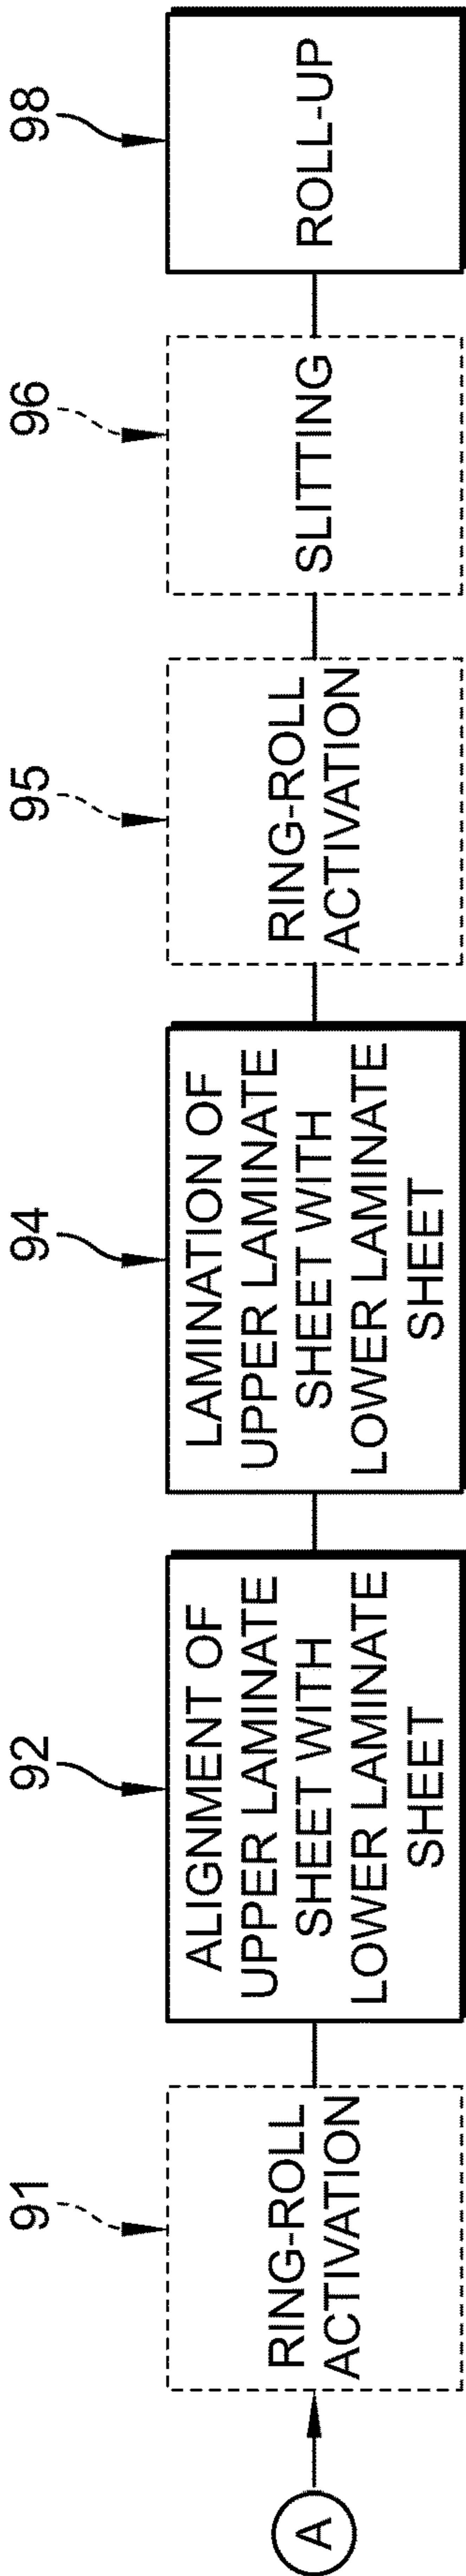 A
91
RING-ROLL
ACTIVATION
92
ALIGNMENT OF
UPPER LAMINATE
SHEET WITH
LOWER LAMINATE
SHEET
94
LAMINATION OF
UPPER LAMINATE
SHEET WITH
LOWER LAMINATE
SHEET
95
RING-ROLL
ACTIVATION
96
SLITTING
98
ROLL-UP